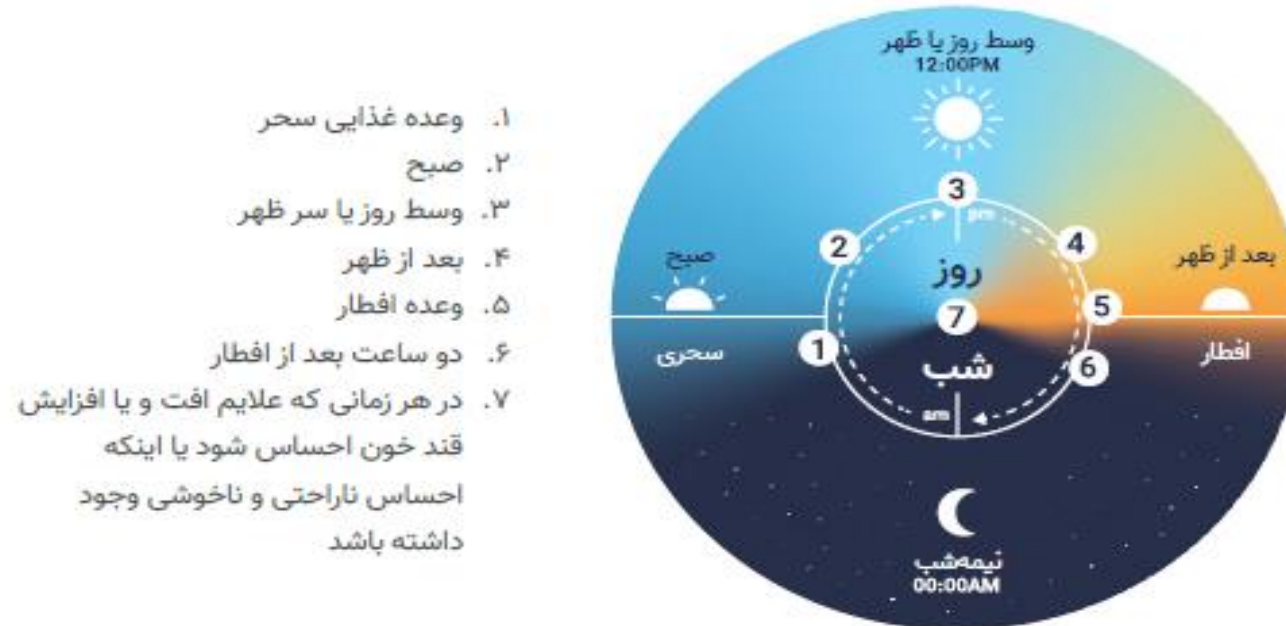 ۱. وعده غذایی سحر
۲. صبح
۳. وسط روز یا سر ظهر
۴. بعد از ظهر
۵. وعده افطار
۶. دو ساعت بعد از افطار
۷. در هر زمانی که علایم افت و یا افزایش
قند خون احساس شود یا اینکه
احساس ناراحتی و ناخوشی وجود
داشته باشد
وسط روز یا ظهر
12:00PM
3
pm
2
4
صبح
روز
بعد از ظهر
7
5
سحری
1
شب
6
افطار
am
نیمه‌شب
00:00AM